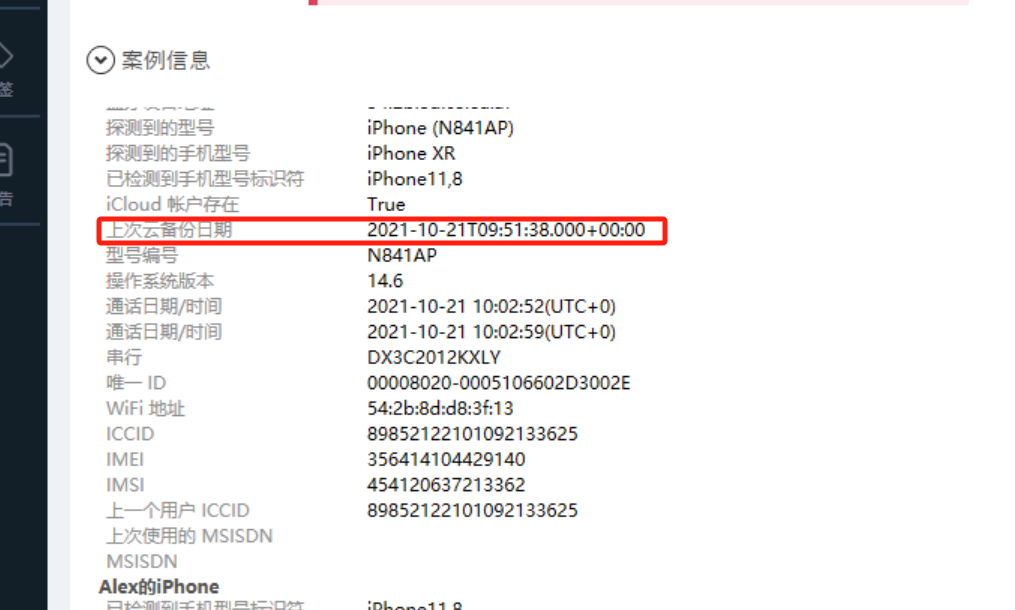 案例信息
签
告
探测到的型号 iPhone (N841AP)
探测到的手机型号 iPhone XR
已检测到手机型号标识符 iPhone11,8
iCloud 帐户存在 True
上次云备份日期 2021-10-21T09:51:38.000+00:00
型号编号 N841AP
操作系统版本 14.6
通话日期/时间 2021-10-21 10:02:52(UTC+0)
通话日期/时间 2021-10-21 10:02:59(UTC+0)
串行 DX3C2012KXLY
唯一 ID 00008020-0005106602D3002E
WiFi 地址 54:2b:8d:d8:3f:13
ICCID 89852122101092133625
IMEI 356414104429140
IMSI 454120637213362
上一个用户 ICCID 89852122101092133625
上次使用的 MSISDN
MSISDN
Alex的iPhone
已检测到手机型号标识符 iPhone11,8